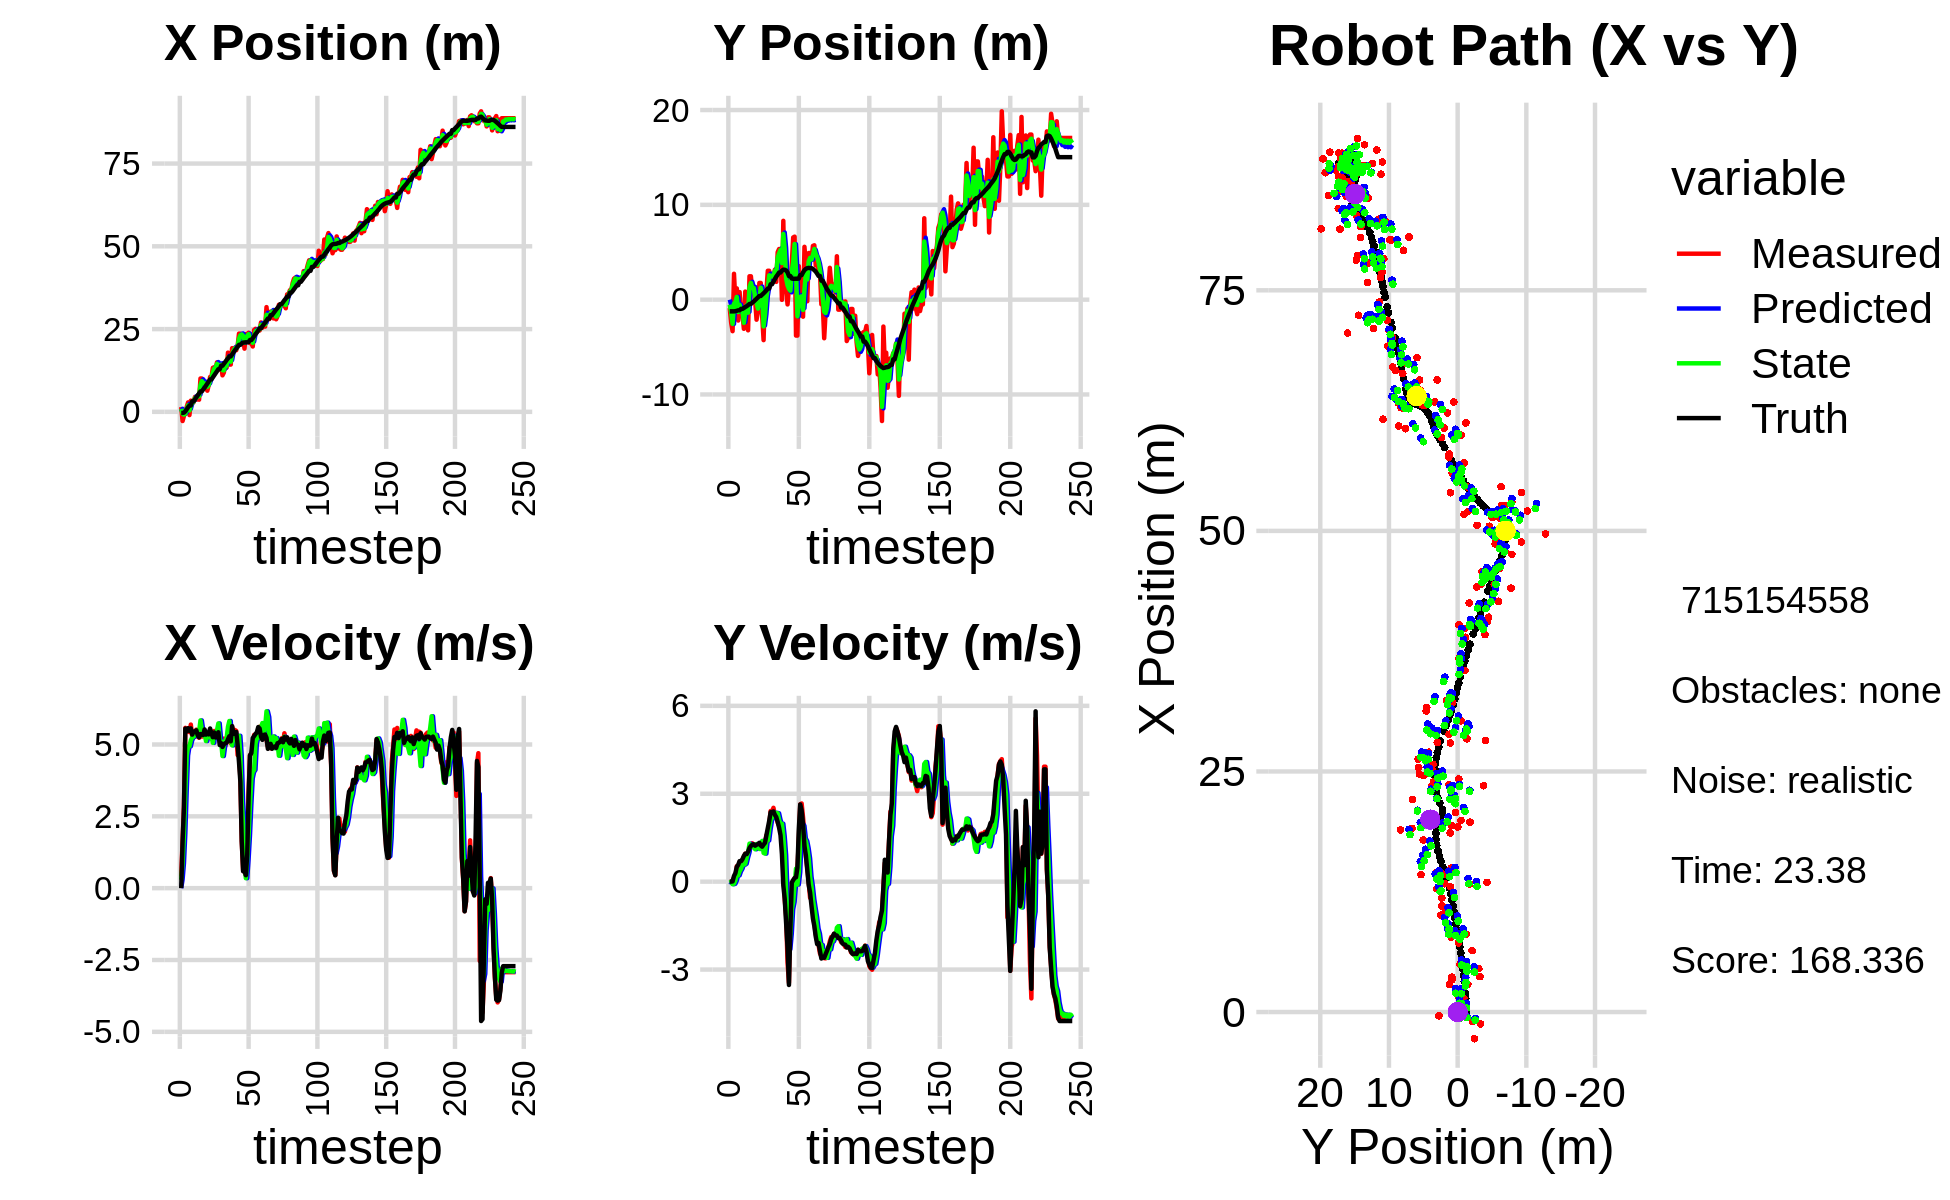 X Position (m)
75
50
25
0
0
50
100
150
200
250
timestep
Y Position (m)
20
10
0
-10
0
50
100
150
200
250
timestep
X Velocity (m/s)
5.0
2.5
0.0
-2.5
-5.0
0
50
100
150
200
250
timestep
Y Velocity (m/s)
6
3
0
-3
0
50
100
150
200
250
timestep
Robot Path (X vs Y)
X Position (m)
75
50
25
0
20 10 0 -10 -20
Y Position (m)
variable
Measured
Predicted
State
Truth
715154558
Obstacles: none
Noise: realistic
Time: 23.38
Score: 168.336